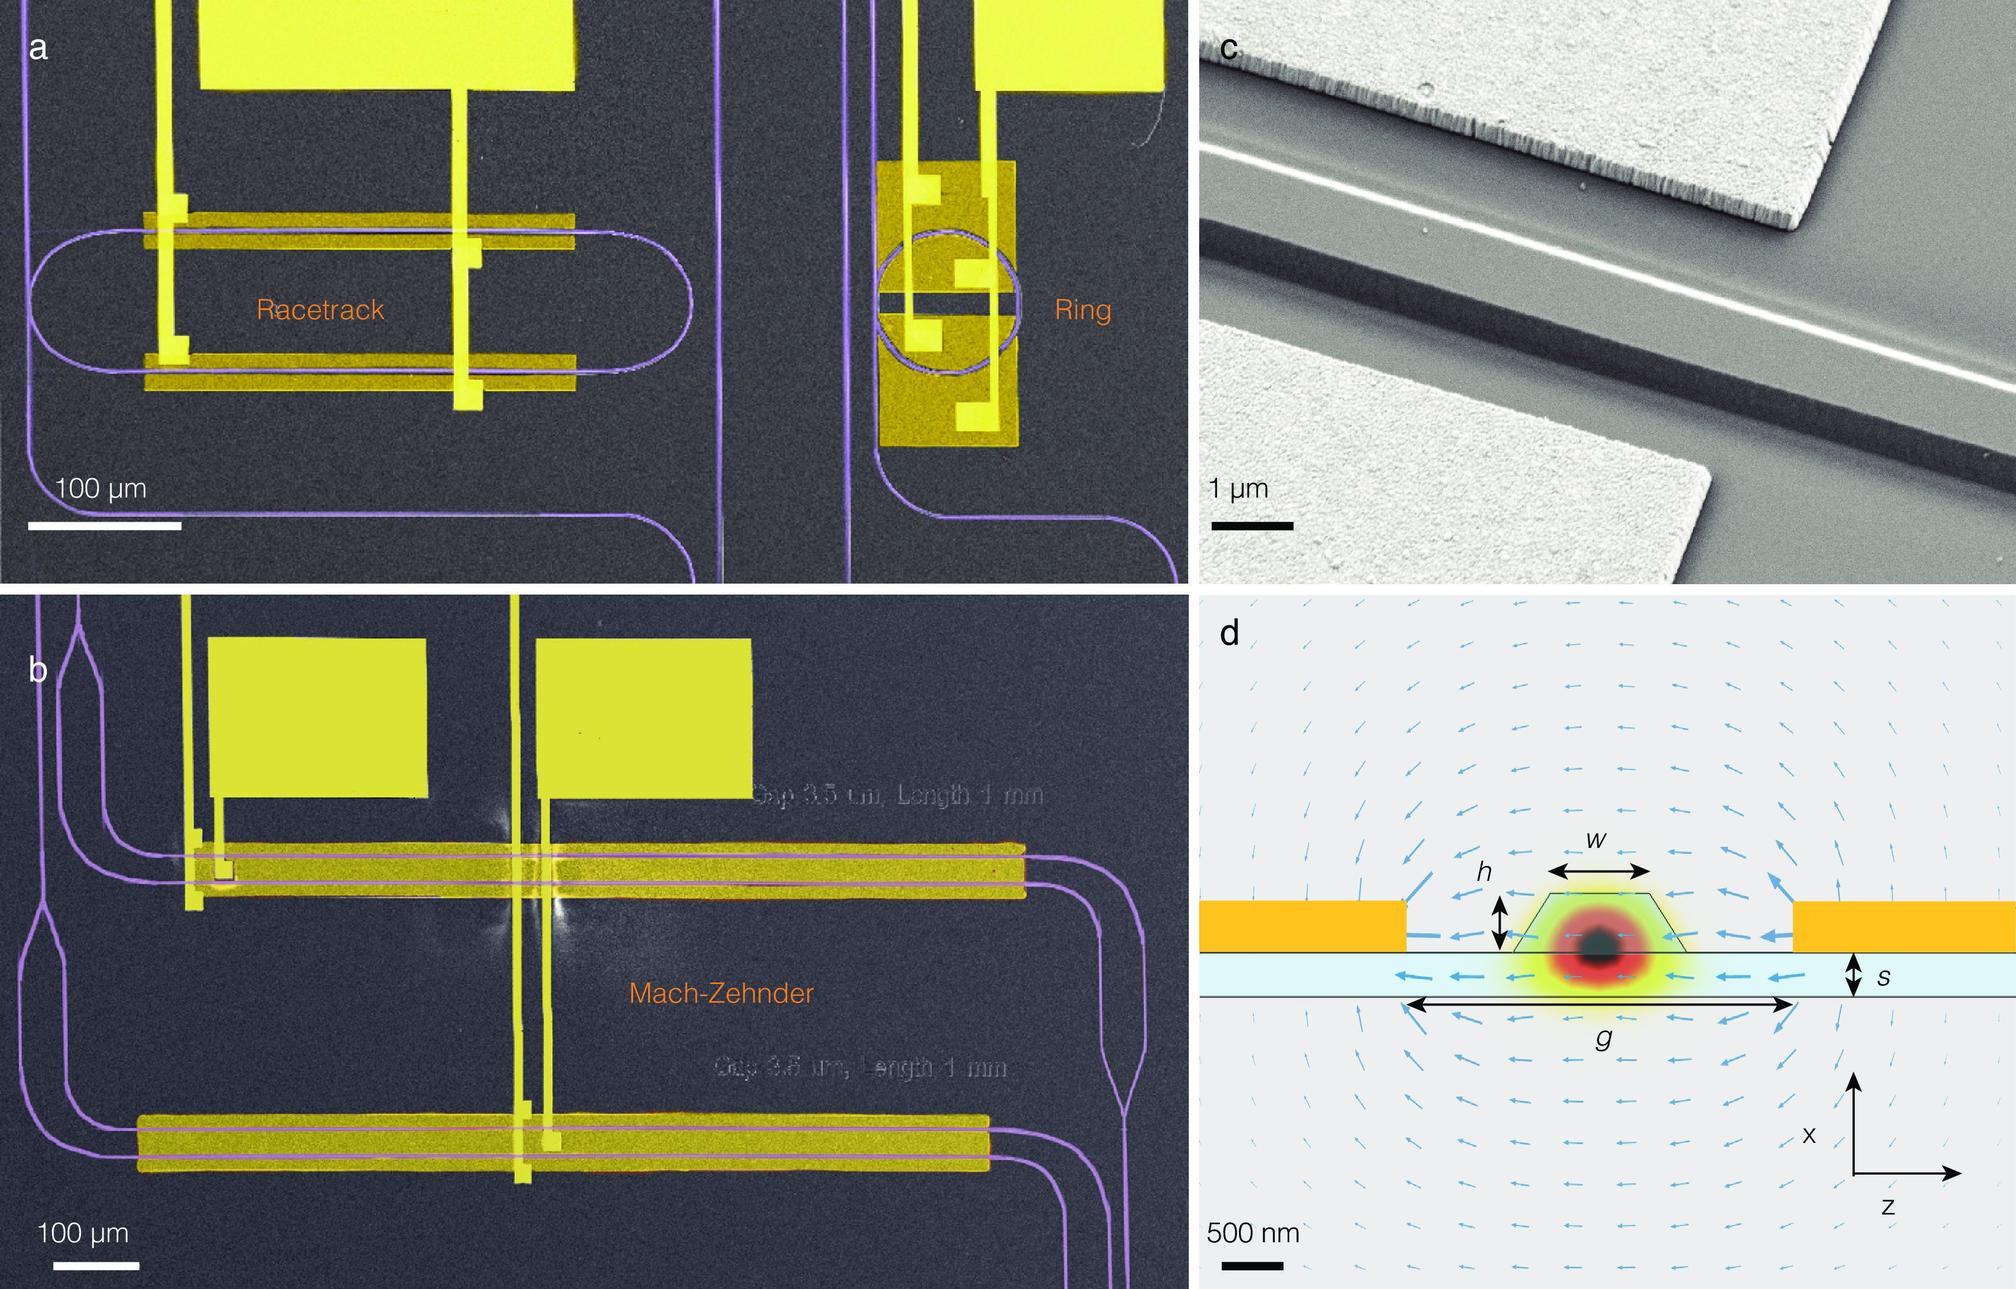 a
Racetrack
Ring
100 µm
b
Gap 3.5 um, Length 1 mm
Mach-Zehnder
Gap 3.5 um, Length 1 mm
100 µm
c
1 µm
d
w
h
s
g
x
z
500 nm